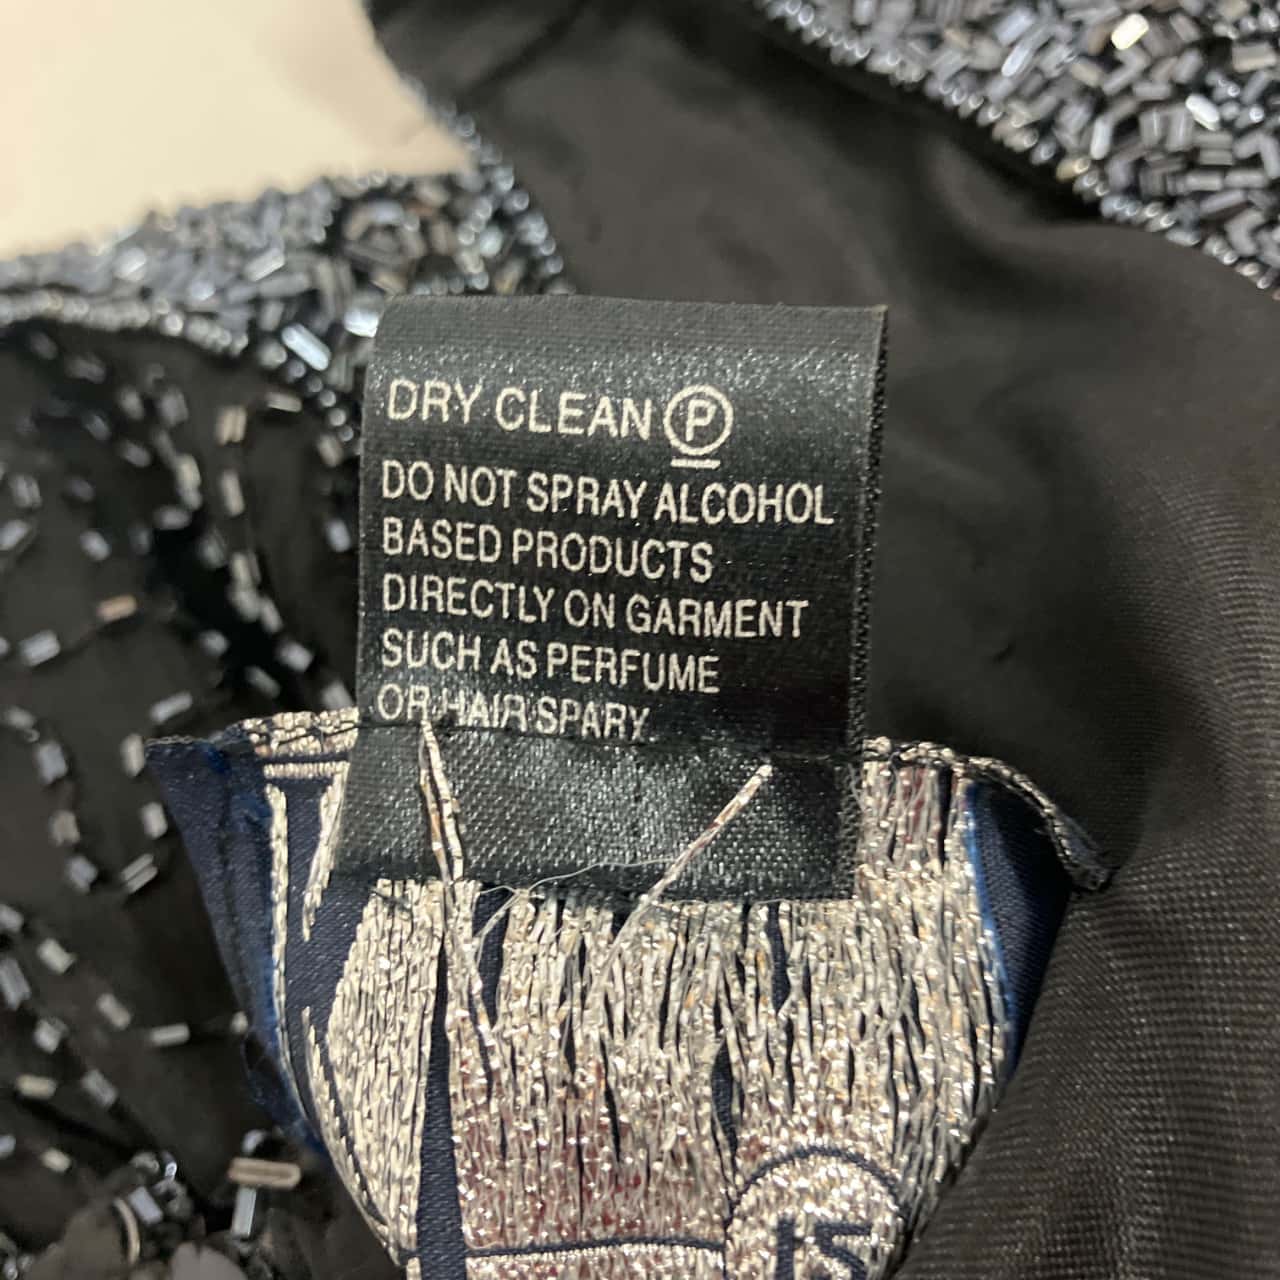 DRY CLEAN P
DO NOT SPRAY ALCOHOL
BASED PRODUCTS
DIRECTLY ON GARMENT
SUCH AS PERFUME
OR HAIR SPARY